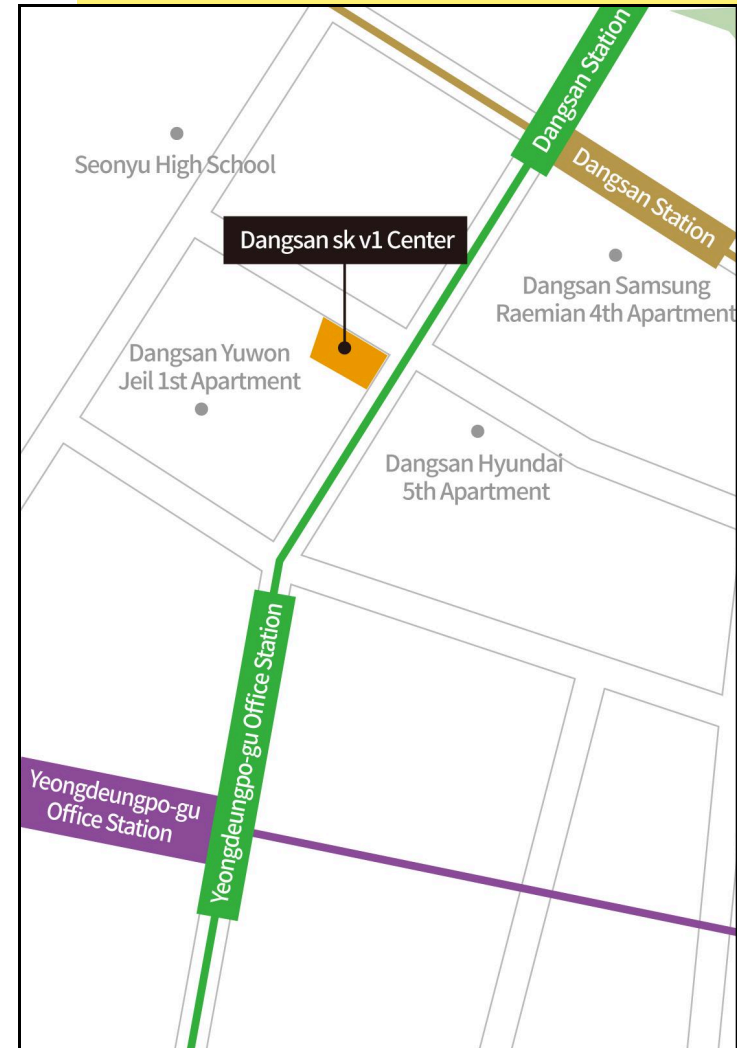 Dangsan Station
Dangsan Station
Seonyu High School
Dangsan sk v1 Center
Dangsan Samsung
Raemian 4th Apartment
Dangsan Yuwon
Jeil 1st Apartment
Dangsan Hyundai
5th Apartment
Yeongdeungpo-gu Office Station
Yeongdeungpo-gu
Office Station